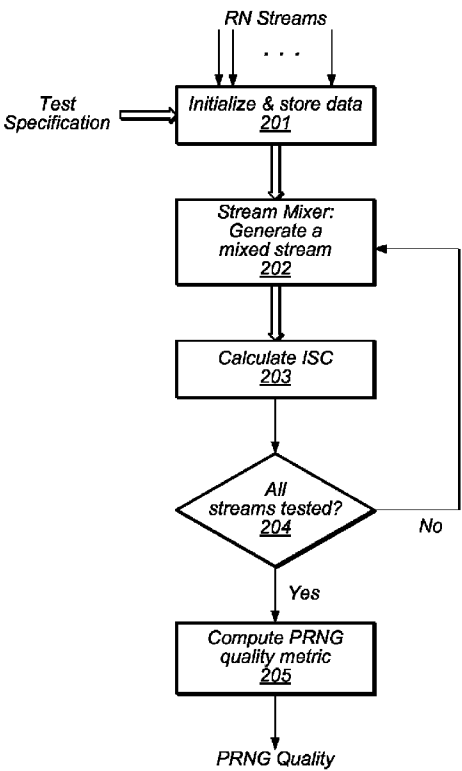 RN Streams
. . .
Test
Specification
Initialize & store data
201
Stream Mixer:
Generate a
mixed stream
202
Calculate ISC
203
All
streams tested?
204
No
Yes
Compute PRNG
quality metric
205
PRNG Quality